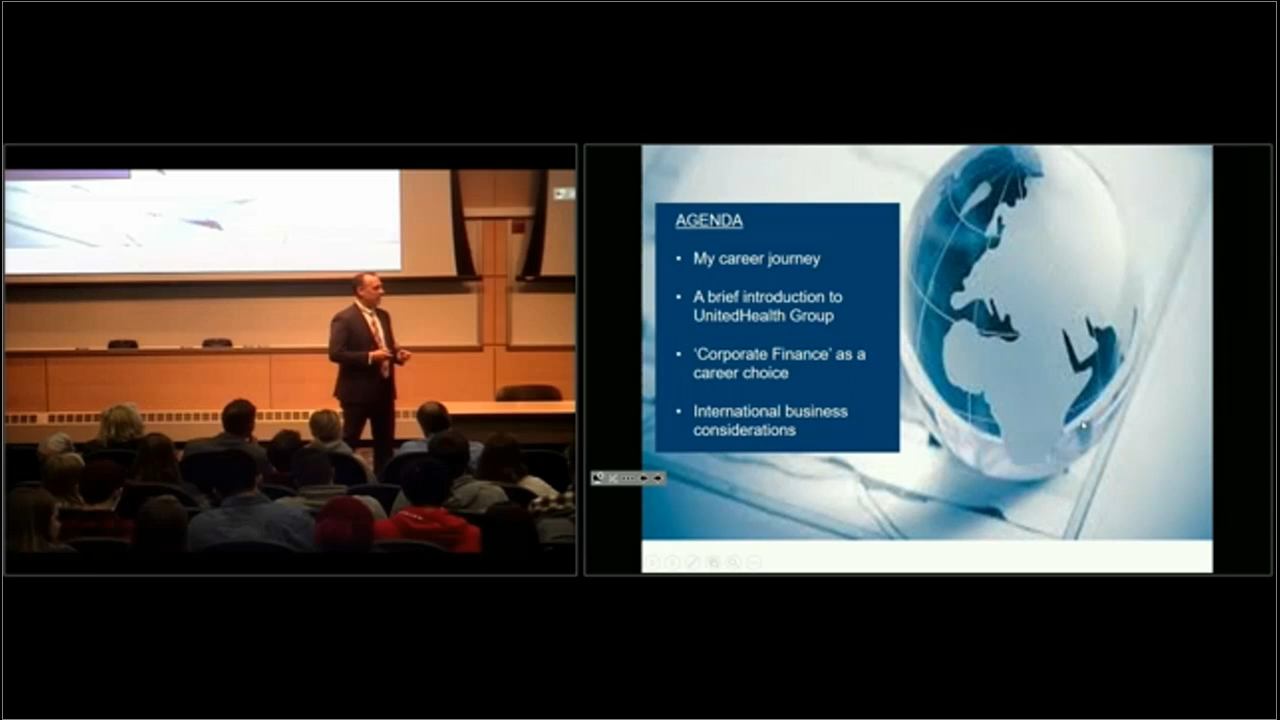 AGENDA
• My career journey
• A brief introduction to
UnitedHealth Group
• ‘Corporate Finance’ as a
career choice
• International business
considerations